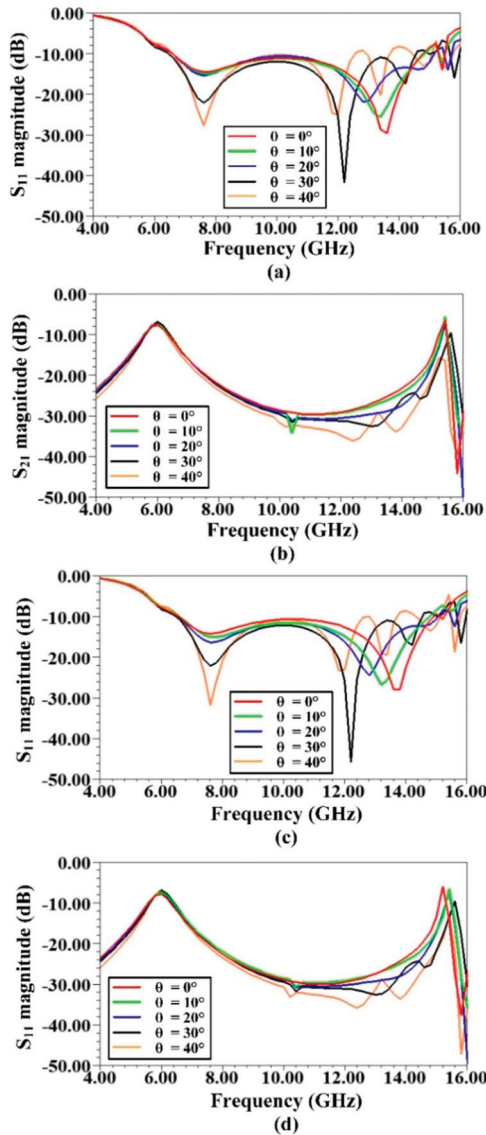 S11 magnitude (dB)
0.00
-10.00
-20.00
-30.00
-40.00
-50.00
θ = 0°
θ = 10°
θ = 20°
θ = 30°
θ = 40°
4.00 6.00 8.00 10.00 12.00 14.00 16.00
Frequency (GHz)
(a)
S21 magnitude (dB)
0.00
-10.00
-20.00
-30.00
-40.00
-50.00
θ = 0°
θ = 10°
θ = 20°
θ = 30°
θ = 40°
4.00 6.00 8.00 10.00 12.00 14.00 16.00
Frequency (GHz)
(b)
S11 magnitude (dB)
0.00
-10.00
-20.00
-30.00
-40.00
-50.00
θ = 0°
θ = 10°
θ = 20°
θ = 30°
θ = 40°
4.00 6.00 8.00 10.00 12.00 14.00 16.00
Frequency (GHz)
(c)
S11 magnitude (dB)
0.00
-10.00
-20.00
-30.00
-40.00
-50.00
θ = 0°
θ = 10°
θ = 20°
θ = 30°
θ = 40°
4.00 6.00 8.00 10.00 12.00 14.00 16.00
Frequency (GHz)
(d)